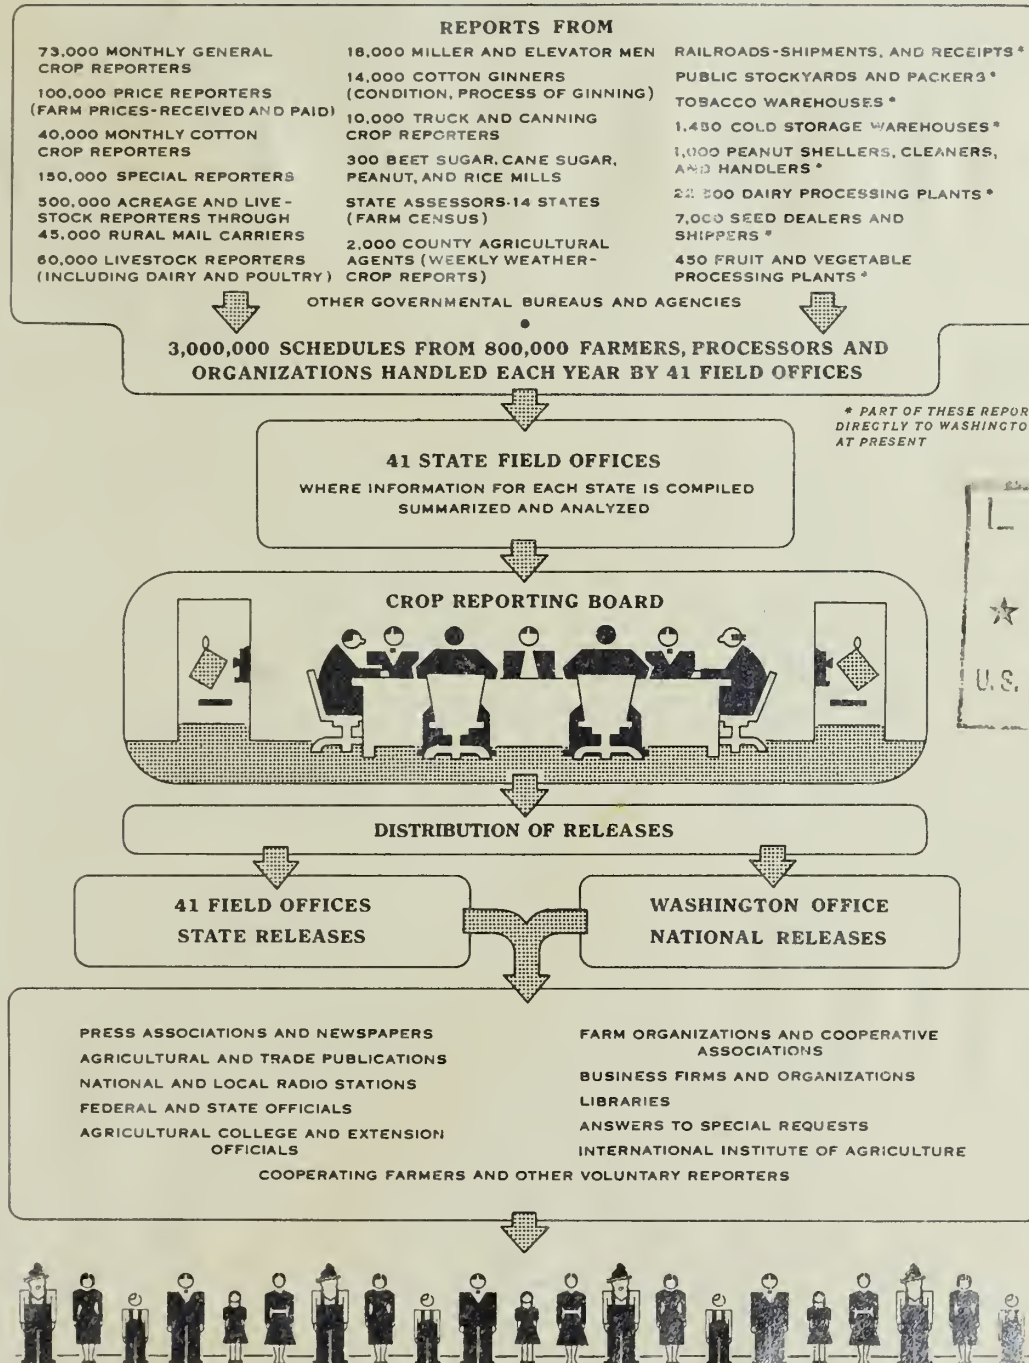 REPORTS FROM
73,000 MONTHLY GENERAL
CROP REPORTERS
100,000 PRICE REPORTERS
(FARM PRICES-RECEIVED AND PAID)
40,000 MONTHLY COTTON
CROP REPORTERS
150,000 SPECIAL REPORTERS
500,000 ACREAGE AND LIVE-
STOCK REPORTERS THROUGH
45,000 RURAL MAIL CARRIERS
60,000 LIVESTOCK REPORTERS
(INCLUDING DAIRY AND POULTRY)
MILLER AND ELEVATOR MEN
14,000 COTTON GINNERS
(CONDITION, PROCESS OF GINNING)
10,000 TRUCK AND CANNING
CROP REPORTERS
300 BEET SUGAR, CANE SUGAR,
PEANUT, AND RICE MILLS
STATE ASSESSORS-14 STATES
(FARM CENSUS)
2,000 COUNTY AGRICULTURAL
AGENTS (WEEKLY WEATHER-
CROP REPORTS)
RAILROADS-SHIPMENTS, AND RECEIPTS*
PUBLIC STOCKYARDS AND PACKERS*
TOBACCO WAREHOUSES*
COLD STORAGE WAREHOUSES*
1,000 PEANUT SHELLERS, CLEANERS,
AND HANDLERS*
DAIRY PROCESSING PLANTS*
7,000 SEED DEALERS AND
SHIPPERS*
450 FRUIT AND VEGETABLE
PROCESSING PLANTS*
OTHER GOVERNMENTAL BUREAUS AND AGENCIES
3,000,000 SCHEDULES FROM 800,000 FARMERS, PROCESSORS AND
ORGANIZATIONS HANDLED EACH YEAR BY 41 FIELD OFFICES
* PART OF THESE REPOR
DIRECTLY TO WASHINGTO
AT PRESENT
41 STATE FIELD OFFICES
WHERE INFORMATION FOR EACH STATE IS COMPILED
SUMMARIZED AND ANALYZED
L
U.S.
CROP REPORTING BOARD
DISTRIBUTION OF RELEASES
41 FIELD OFFICES
STATE RELEASES
WASHINGTON OFFICE
NATIONAL RELEASES
PRESS ASSOCIATIONS AND NEWSPAPERS
AGRICULTURAL AND TRADE PUBLICATIONS
NATIONAL AND LOCAL RADIO STATIONS
FEDERAL AND STATE OFFICIALS
AGRICULTURAL COLLEGE AND EXTENSION
OFFICIALS
FARM ORGANIZATIONS AND COOPERATIVE
ASSOCIATIONS
BUSINESS FIRMS AND ORGANIZATIONS
LIBRARIES
ANSWERS TO SPECIAL REQUESTS
INTERNATIONAL INSTITUTE OF AGRICULTURE
COOPERATING FARMERS AND OTHER VOLUNTARY REPORTERS